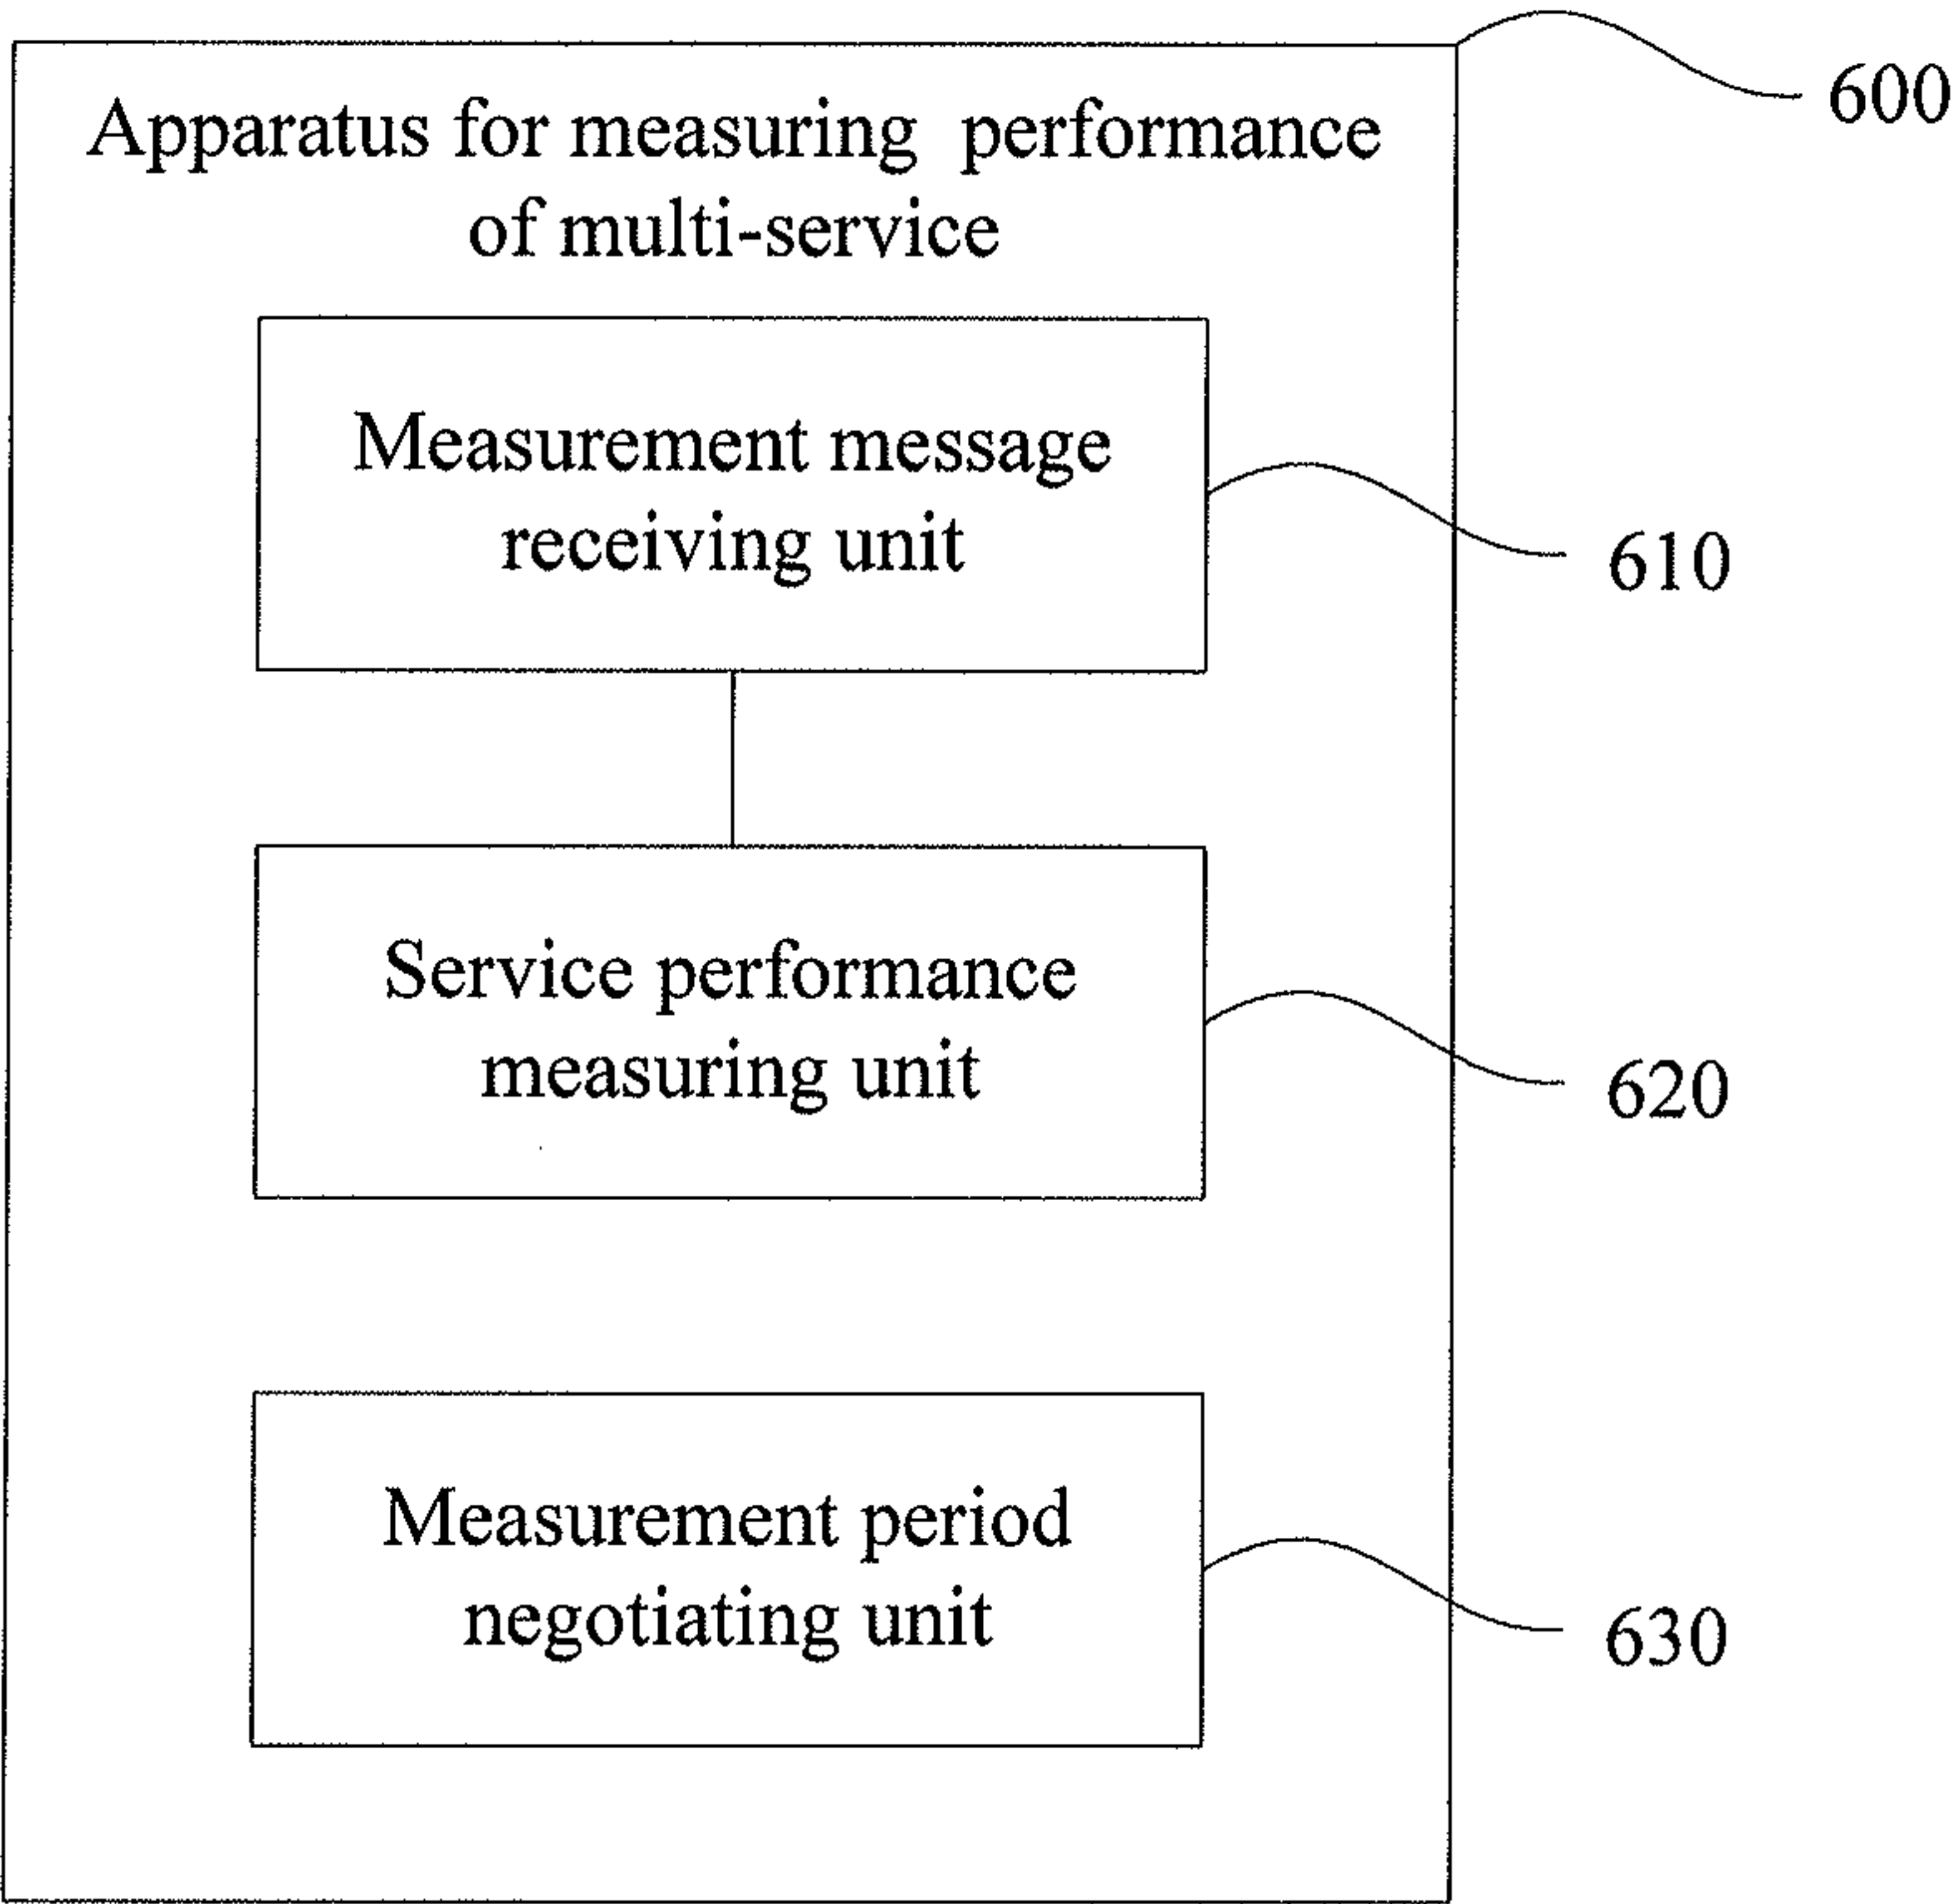 600
Apparatus for measuring performance
of multi-service
Measurement message
receiving unit
610
Service performance
measuring unit
620
Measurement period
negotiating unit
630